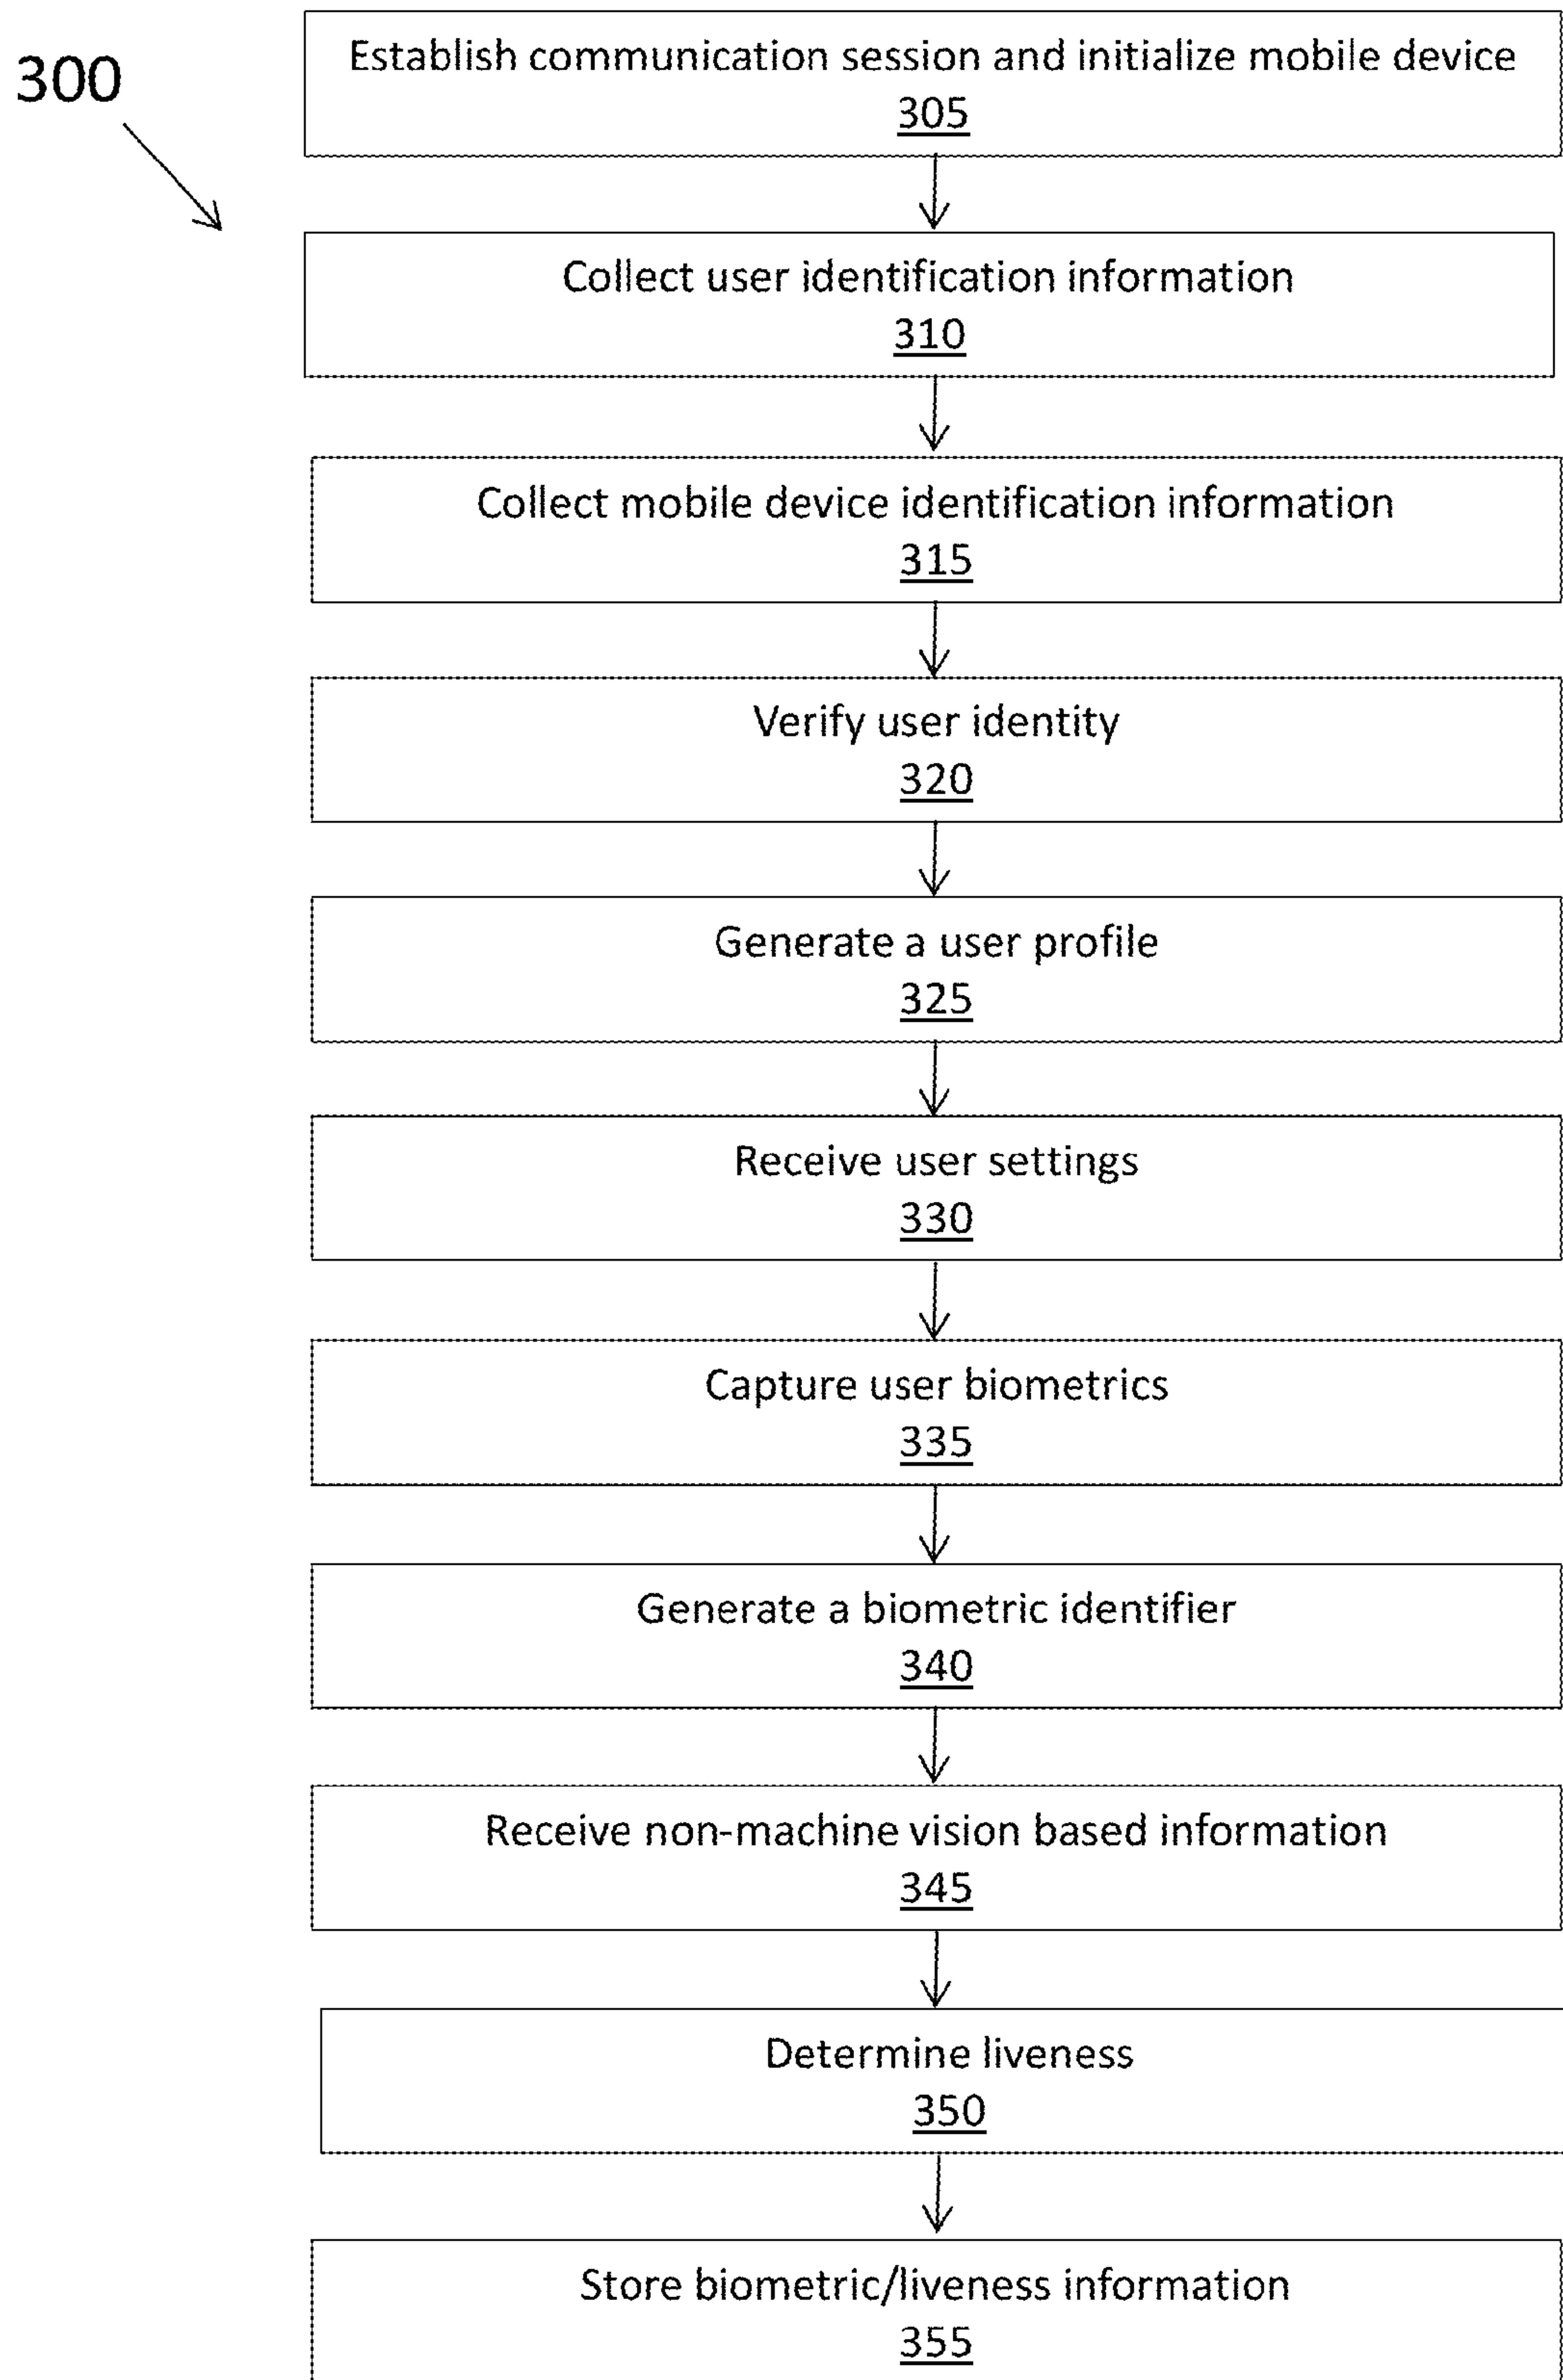 300
Establish communication session and initialize mobile device
305
Collect user identification information
310
Collect mobile device identification information
315
Verify user identity
320
Generate a user profile
325
Receive user settings
330
Capture user biometrics
335
Generate a biometric identifier
340
Receive non-machine vision based information
345
Determine liveness
350
Store biometric/liveness information
355